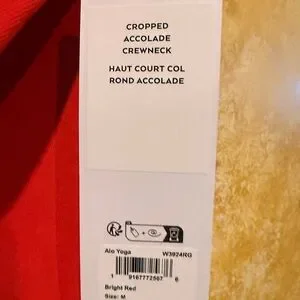 CROPPED
ACCOLADE
CREWNECK
HAUT COURT COL
ROND ACCOLADE
Alo Yoga W3924RG
Bright Red
Size: M